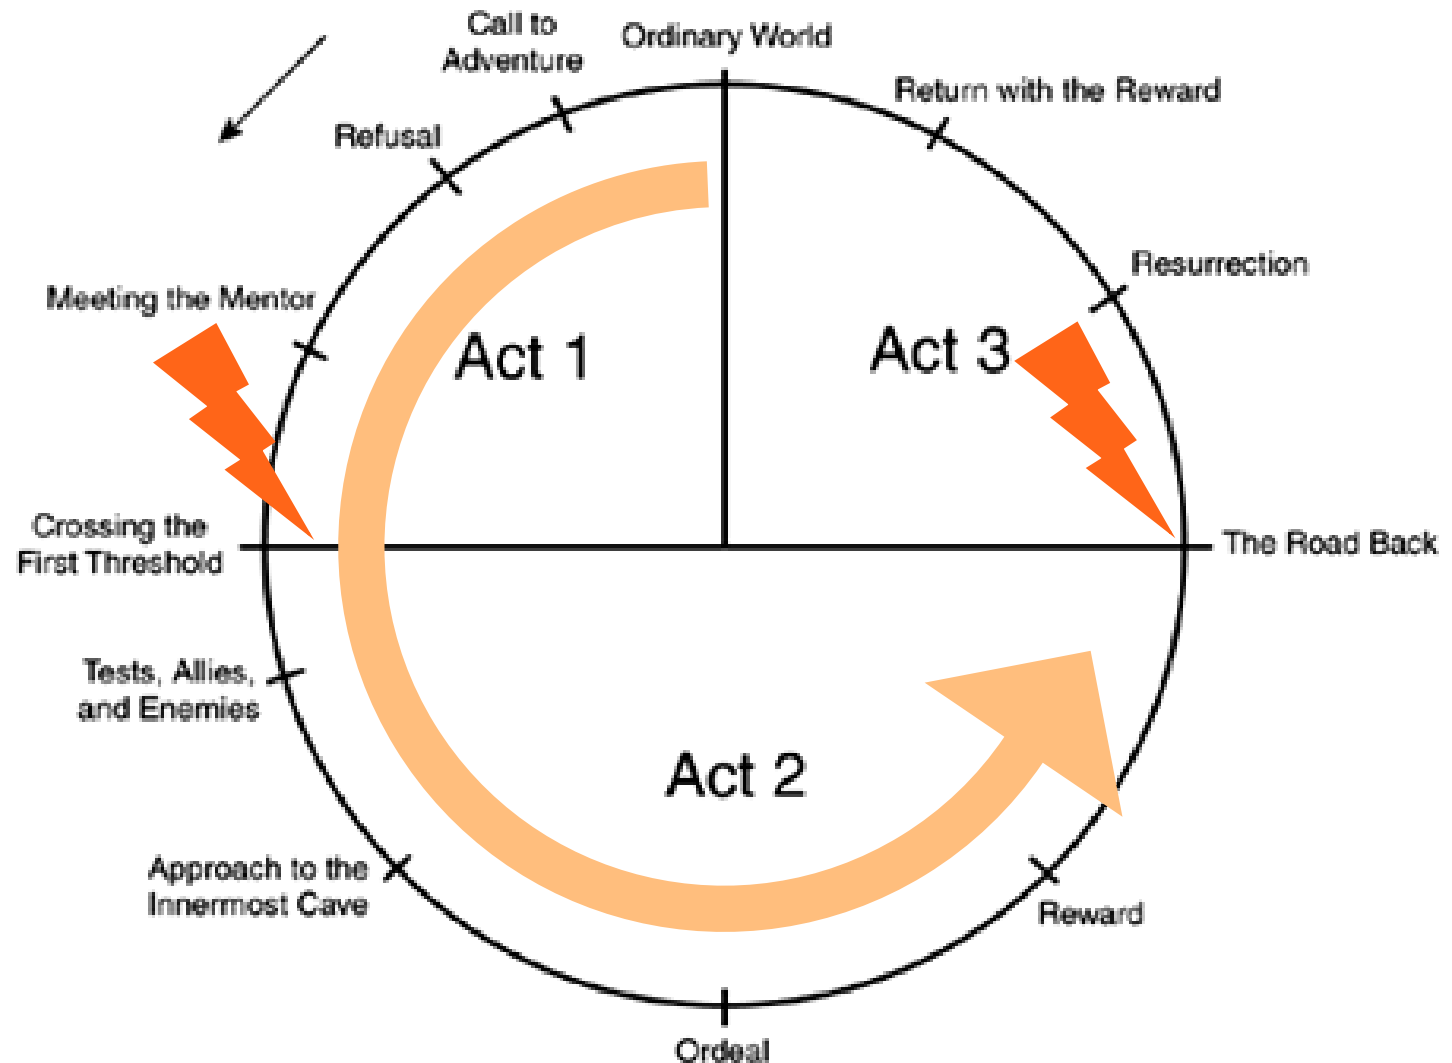 Call to
Adventure
Ordinary World
Return with the Reward
Refusal
Resurrection
Meeting the Mentor
Act 1
Act 3
Crossing the
First Threshold
The Road Back
Tests, Allies,
and Enemies
Act 2
Approach to the
Innermost Cave
Reward
Ordeal